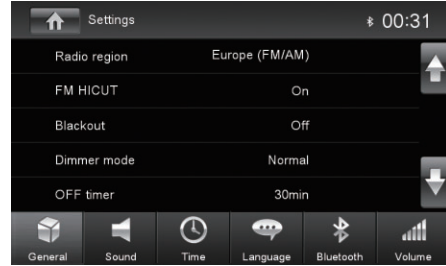 Settings 00:31
Radio region Europe (FM/AM)
FM HICUT On
Blackout Off
Dimmer mode Normal
OFF timer 30min
General Sound Time Language Bluetooth Volume